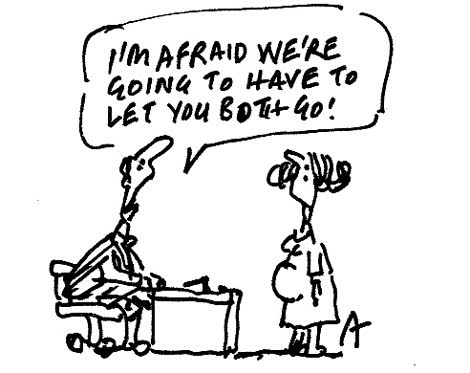 I'M AFRAID WE'RE
GOING TO HAVE TO
LET YOU BOTH GO!
A